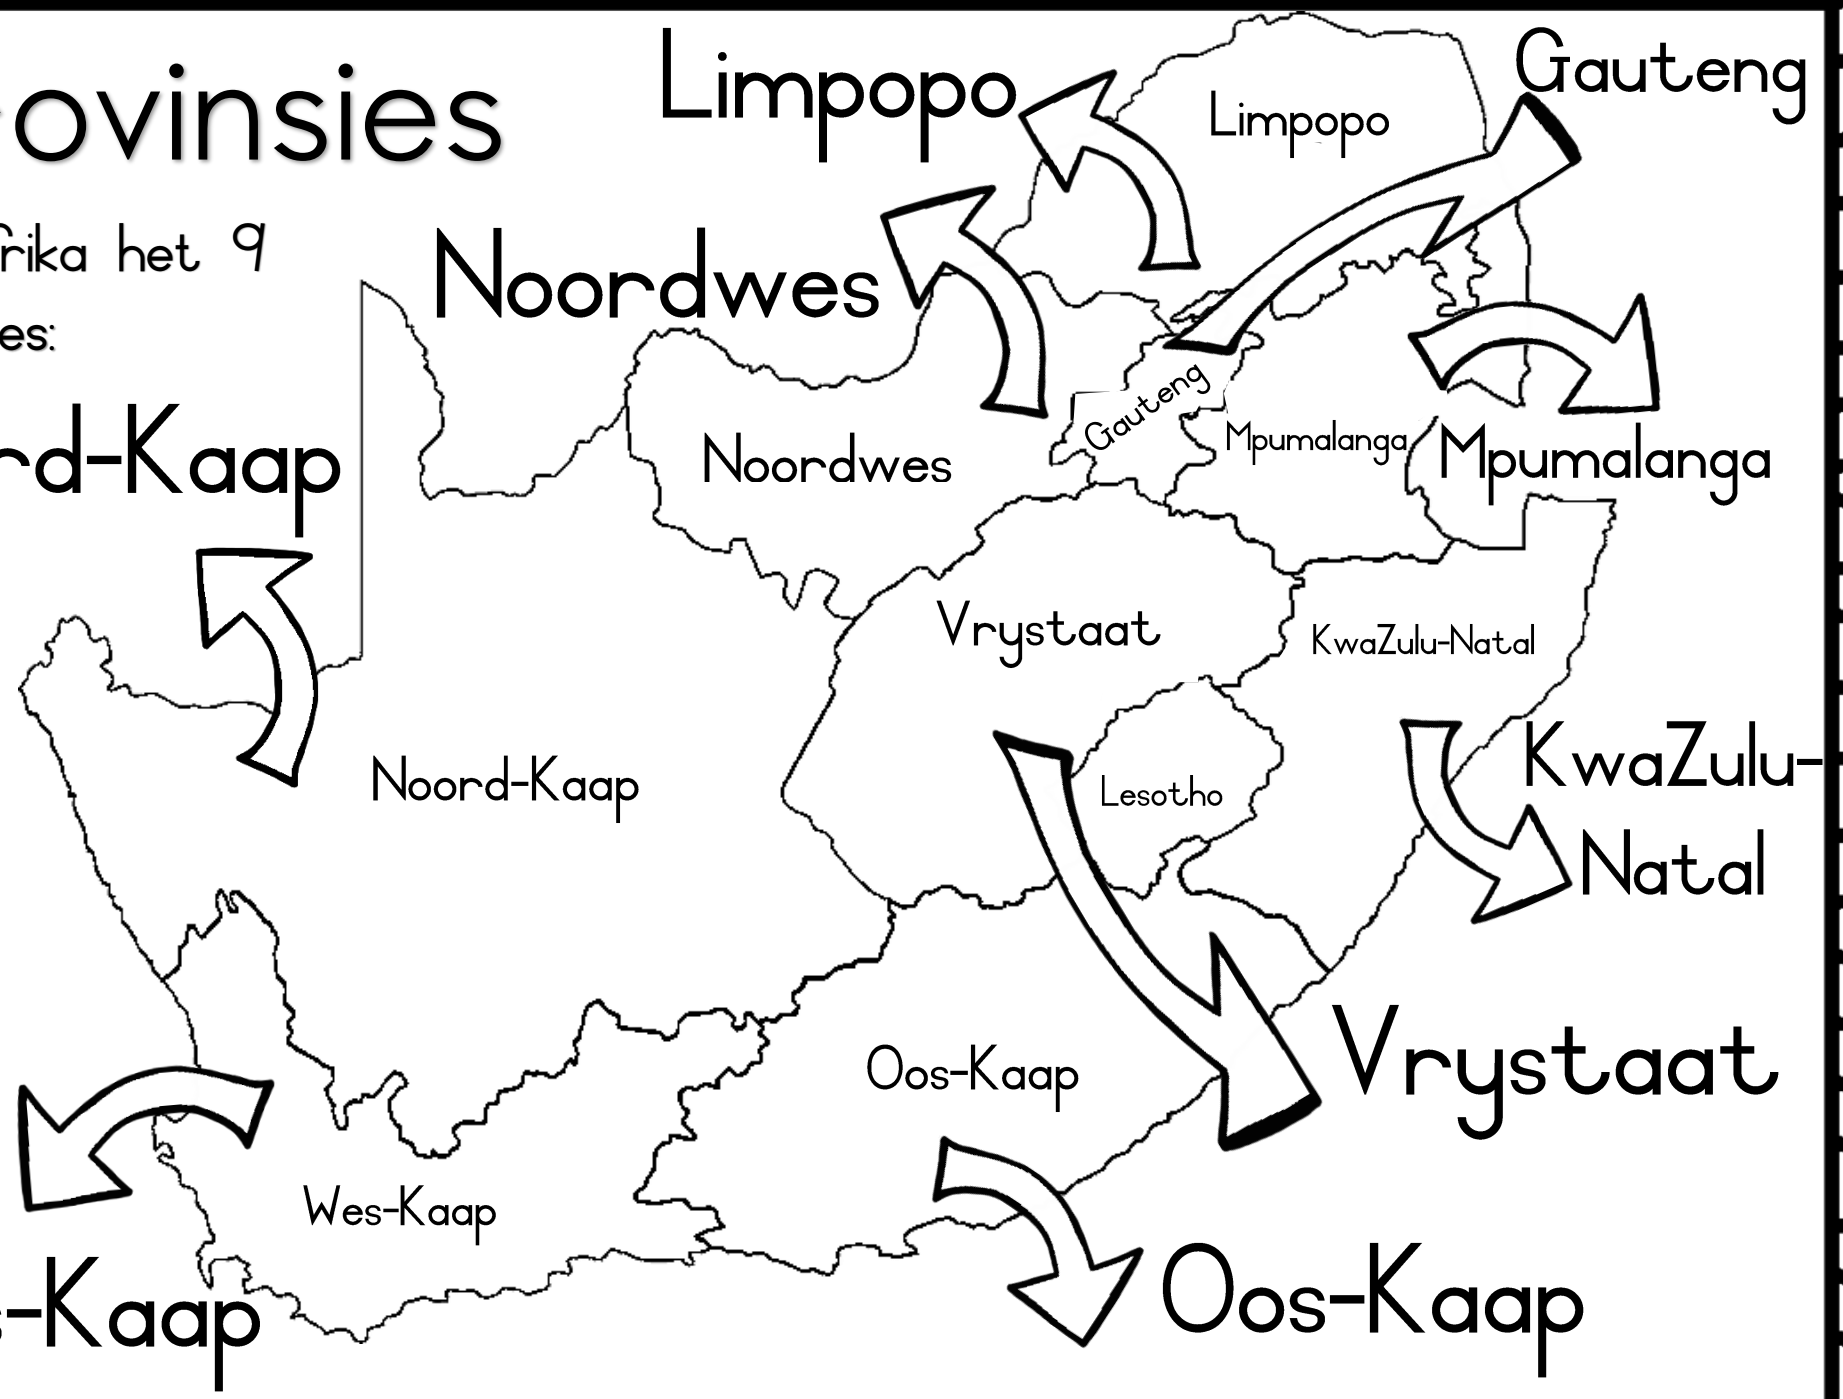 ovinsies
Limpopo
Gauteng
Limpopo
rika het 9
Noordwes
es:
rd-Kaap
Gauteng
Noordwes
Mpumalanga
Mpumalanga
Vrystaat
KwaZulu-Natal
Noord-Kaap
Lesotho
KwaZulu-
Natal
Oos-Kaap
Vrystaat
Wes-Kaap
s-Kaap
Oos-Kaap